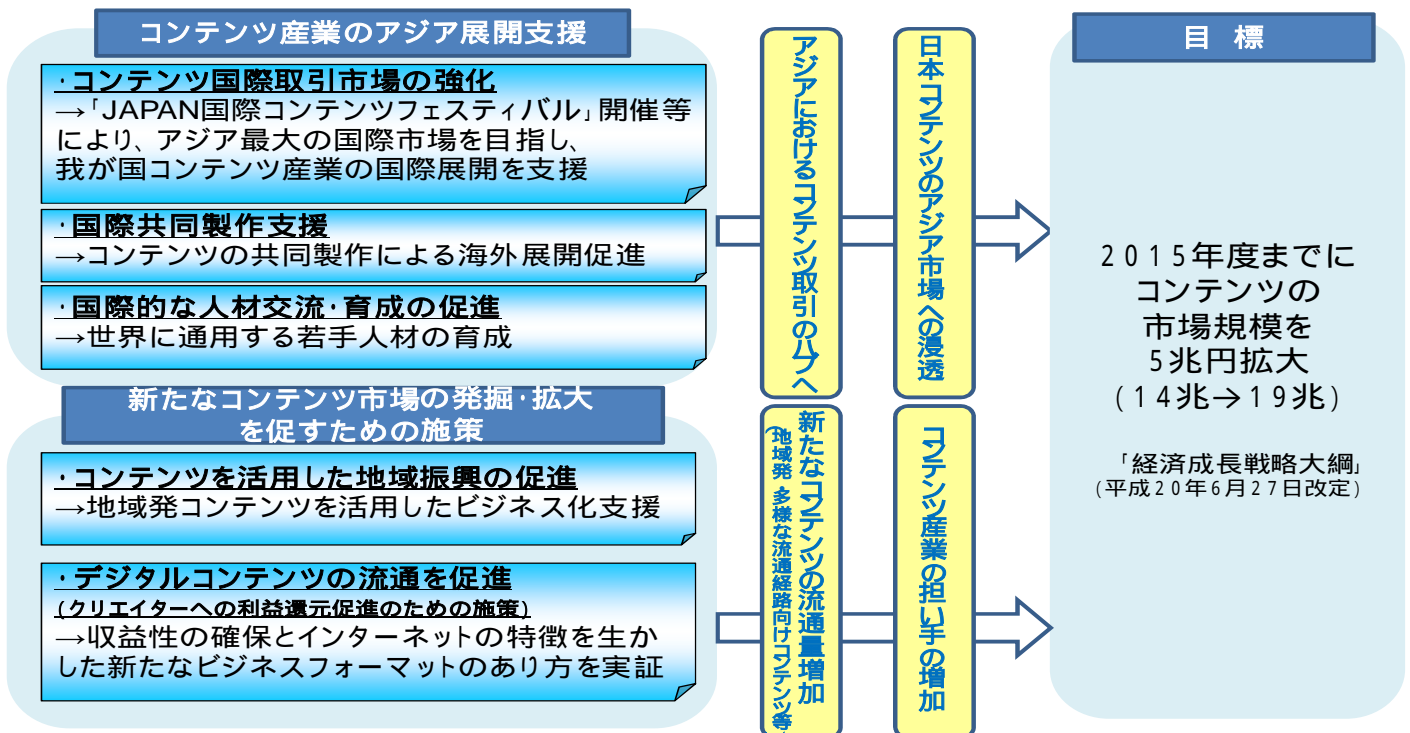 コンテンツ産業のアジア展開支援
・コンテンツ国際取引市場の強化
→「JAPAN国際コンテンツフェスティバル」開催等
により、アジア最大の国際市場を目指し、
我が国コンテンツ産業の国際展開を支援
・国際共同製作支援
→コンテンツの共同製作による海外展開促進
・国際的な人材交流・育成の促進
→世界に通用する若手人材の育成
新たなコンテンツ市場の発掘・拡大
を促すための施策
・コンテンツを活用した地域振興の促進
→地域発コンテンツを活用したビジネス化支援
・デジタルコンテンツの流通を促進
(クリエイターへの利益還元促進のための施策)
→収益性の確保とインターネットの特徴を生か
した新たなビジネスフォーマットのあり方を実証
アジアにおけるコンテンツ取引のハブへ
日本コンテンツのアジア市場への浸透
新たなコンテンツの流通量増加
(地域発、多様な流通経路向けコンテンツ等
コンテンツ産業の担い手の増加
目 標
2015年度までに
コンテンツの
市場規模を
5兆円拡大
(14兆→19兆)
「経済成長戦略大綱」
(平成20年6月27日改定)